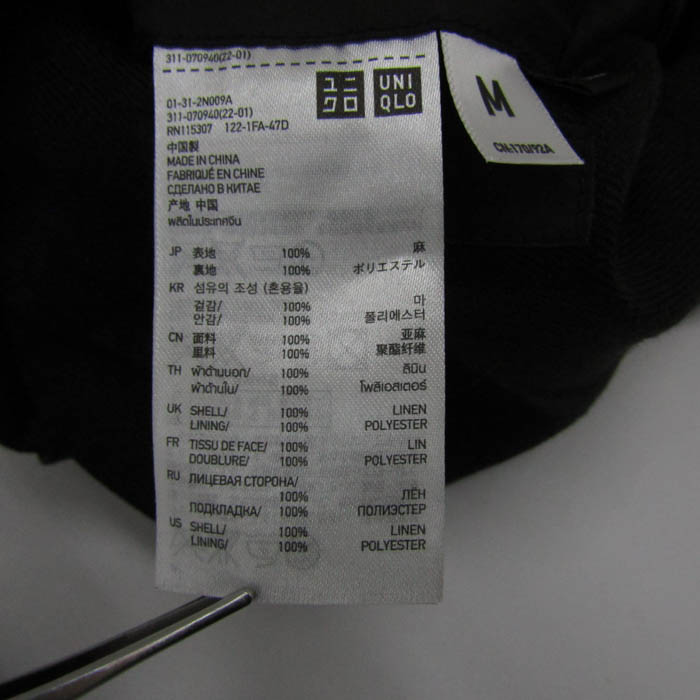 311-070940(22-01)
ユニ
クロ
UNI
QLO
M
CN:170/92A
01-31-2N009A
311-070940(22-01)
RN115307 122-1FA-47D
中国製
MADE IN CHINA
FABRIQUÉ EN CHINE
СДЕЛАНО В КИТАЕ
产地 中国
ผลิตในประเทศจีน
JP 表地 100% 麻
裏地 100% ポリエステル
KR 섬유의 조성 (혼용율)
겉감/ 100% 마
안감/ 100% 폴리에스터
CN 面料 100% 亚麻
里料 100% 聚酯纤维
TH ผ้าด้านนอก/ 100% ลินิน
ผ้าด้านใน/ 100% โพลิเอสเตอร์
UK SHELL/ 100% LINEN
LINING/ 100% POLYESTER
FR TISSU DE FACE/ 100% LIN
DOUBLURE/ 100% POLYESTER
RU ЛИЦЕВАЯ СТОРОНА/
100% ЛЁН
ПОДКЛАДКА/ 100% ПОЛИЭСТЕР
US SHELL/ 100% LINEN
LINING/ 100% POLYESTER